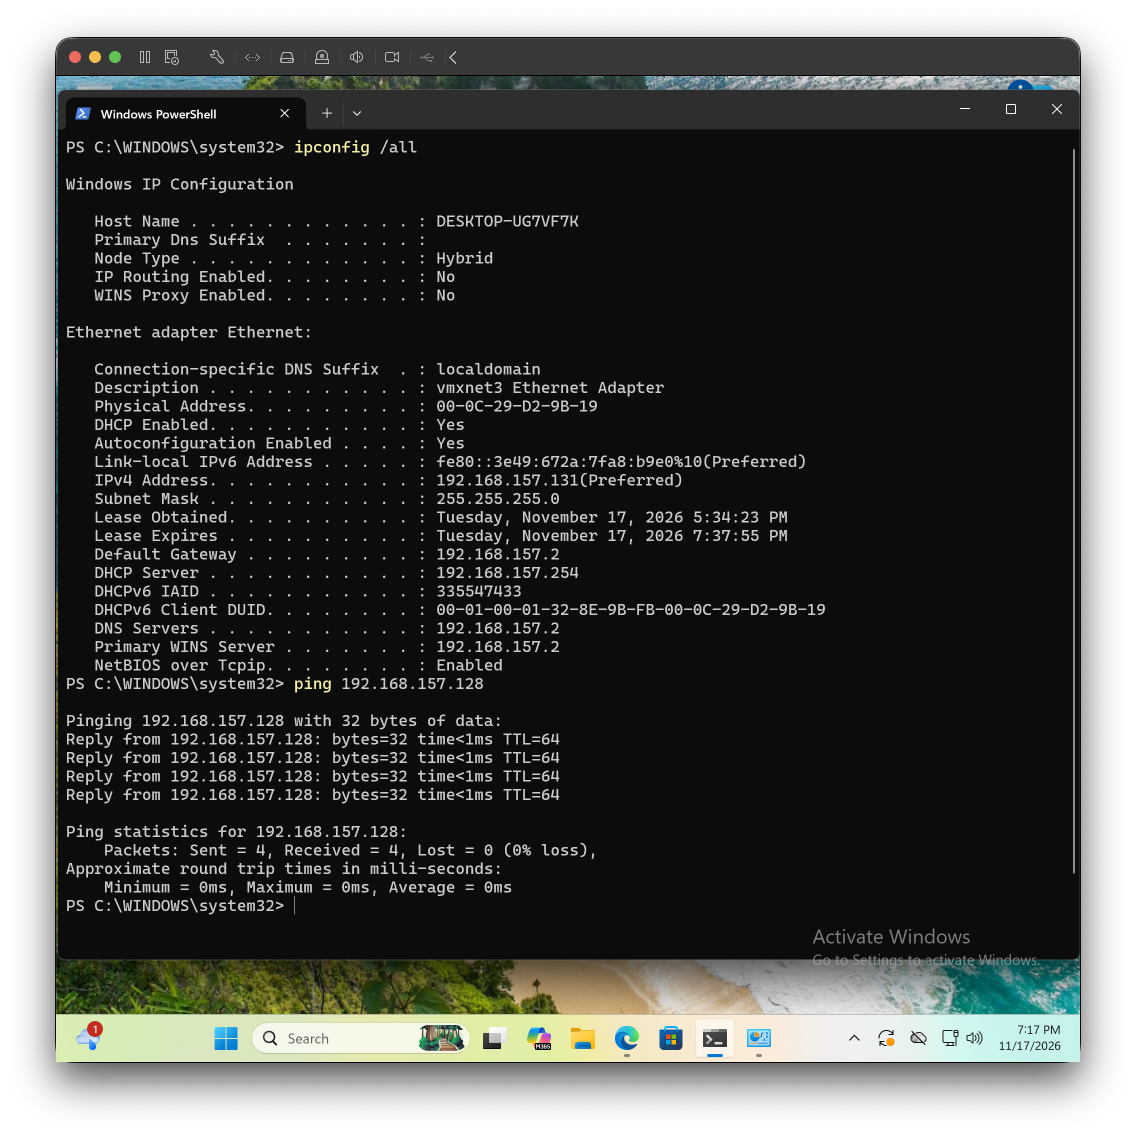 Windows PowerShell
PS C:\WINDOWS\system32> ipconfig /all
Windows IP Configuration
Host Name . . . . . . . . . . . . : DESKTOP-UG7VF7K
Primary Dns Suffix  . . . . . . . :
Node Type . . . . . . . . . . . . : Hybrid
IP Routing Enabled. . . . . . . . : No
WINS Proxy Enabled. . . . . . . . : No
Ethernet adapter Ethernet:
Connection-specific DNS Suffix  . : localdomain
Description . . . . . . . . . . . : vmxnet3 Ethernet Adapter
Physical Address. . . . . . . . . : 00-0C-29-D2-9B-19
DHCP Enabled. . . . . . . . . . . : Yes
Autoconfiguration Enabled . . . . : Yes
Link-local IPv6 Address . . . . . : fe80::3e49:672a:7fa8:b9e0%10(Preferred)
IPv4 Address. . . . . . . . . . . : 192.168.157.131(Preferred)
Subnet Mask . . . . . . . . . . . : 255.255.255.0
Lease Obtained. . . . . . . . . . : Tuesday, November 17, 2026 5:34:23 PM
Lease Expires . . . . . . . . . . : Tuesday, November 17, 2026 7:37:55 PM
Default Gateway . . . . . . . . . : 192.168.157.2
DHCP Server . . . . . . . . . . . : 192.168.157.254
DHCPv6 IAID . . . . . . . . . . . : 335547433
DHCPv6 Client DUID. . . . . . . . : 00-01-00-01-32-8E-9B-FB-00-0C-29-D2-9B-19
DNS Servers . . . . . . . . . . . : 192.168.157.2
Primary WINS Server . . . . . . . : 192.168.157.2
NetBIOS over Tcpip. . . . . . . . : Enabled
PS C:\WINDOWS\system32> ping 192.168.157.128
Pinging 192.168.157.128 with 32 bytes of data:
Reply from 192.168.157.128: bytes=32 time<1ms TTL=64
Reply from 192.168.157.128: bytes=32 time<1ms TTL=64
Reply from 192.168.157.128: bytes=32 time<1ms TTL=64
Reply from 192.168.157.128: bytes=32 time<1ms TTL=64
Ping statistics for 192.168.157.128:
Packets: Sent = 4, Received = 4, Lost = 0 (0% loss),
Approximate round trip times in milli-seconds:
Minimum = 0ms, Maximum = 0ms, Average = 0ms
PS C:\WINDOWS\system32>
Activate Windows
Go to Settings to activate Windows.
1
Search
M365
7:17 PM
11/17/2026